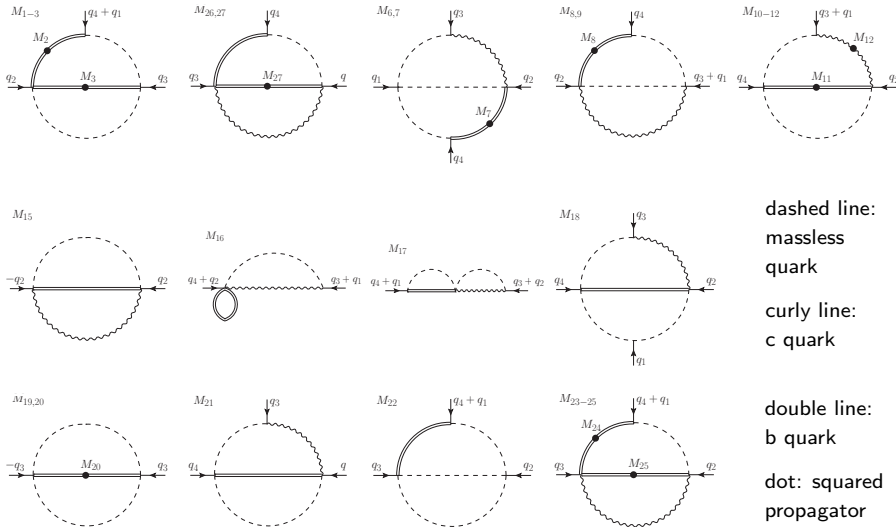 M1−3
q4 + q1
M2
M3
q2
q3
M26,27
q4
M27
q3
q
M6,7
q3
q1
q2
M7
q4
M8,9
q4
M8
q2
q3 + q1
M10−12
q3 + q1
M12
M11
q4
q2
M15
−q2
q2
M16
q4 + q2
q3 + q1
M17
q4 + q1
q3 + q2
M18
q3
q4
q2
q1
dashed line:
massless
quark
curly line:
c quark
M19,20
M20
−q3
q3
M21
q3
q4
q
M22
q4 + q1
q3
q2
M23−25
q4 + q1
M24
M25
q3
q2
double line:
b quark
dot: squared
propagator